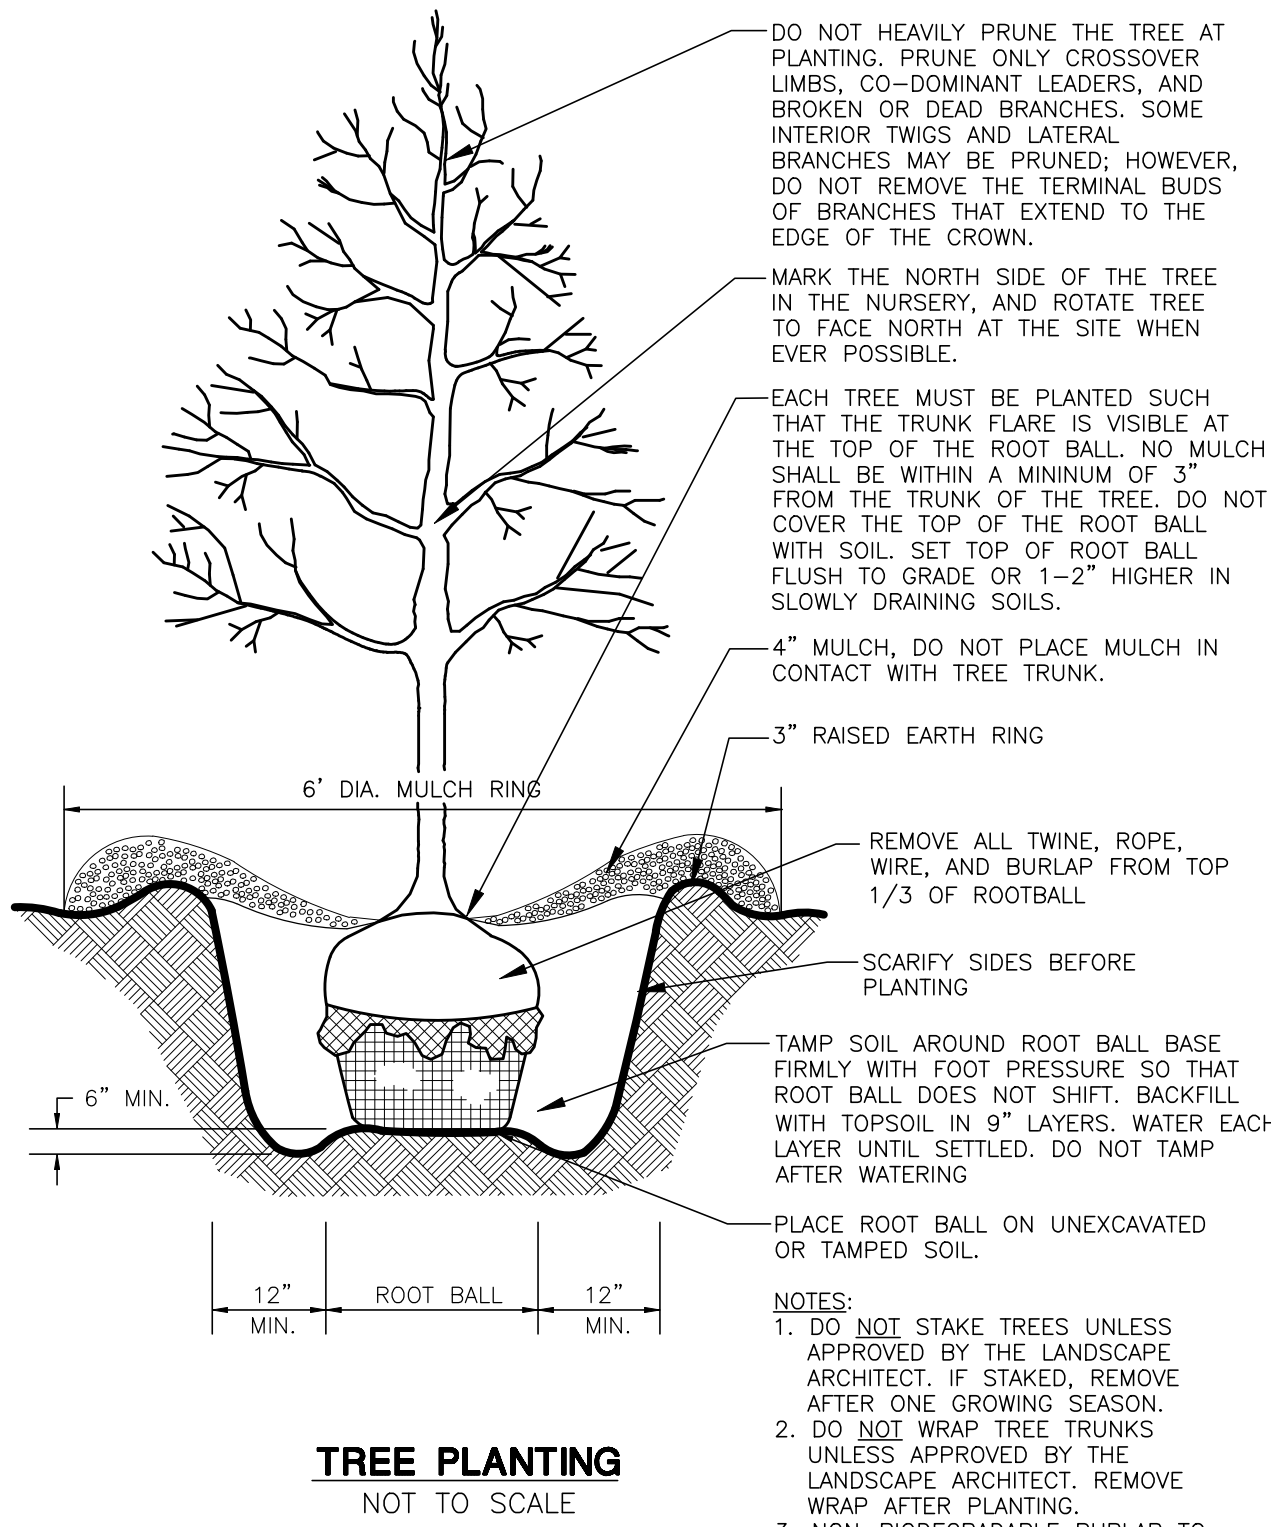 DO NOT HEAVILY PRUNE THE TREE AT
PLANTING. PRUNE ONLY CROSSOVER
LIMBS, CO-DOMINANT LEADERS, AND
BROKEN OR DEAD BRANCHES. SOME
INTERIOR TWIGS AND LATERAL
BRANCHES MAY BE PRUNED; HOWEVER,
DO NOT REMOVE THE TERMINAL BUDS
OF BRANCHES THAT EXTEND TO THE
EDGE OF THE CROWN.
MARK THE NORTH SIDE OF THE TREE
IN THE NURSERY, AND ROTATE TREE
TO FACE NORTH AT THE SITE WHEN
EVER POSSIBLE.
EACH TREE MUST BE PLANTED SUCH
THAT THE TRUNK FLARE IS VISIBLE AT
THE TOP OF THE ROOT BALL. NO MULCH
SHALL BE WITHIN A MININUM OF 3”
FROM THE TRUNK OF THE TREE. DO NOT
COVER THE TOP OF THE ROOT BALL
WITH SOIL. SET TOP OF ROOT BALL
FLUSH TO GRADE OR 1-2” HIGHER IN
SLOWLY DRAINING SOILS.
4” MULCH, DO NOT PLACE MULCH IN
CONTACT WITH TREE TRUNK.
3” RAISED EARTH RING
6’ DIA. MULCH RING
REMOVE ALL TWINE, ROPE,
WIRE, AND BURLAP FROM TOP
1/3 OF ROOTBALL
SCARIFY SIDES BEFORE
PLANTING
TAMP SOIL AROUND ROOT BALL BASE
FIRMLY WITH FOOT PRESSURE SO THAT
ROOT BALL DOES NOT SHIFT. BACKFILL
WITH TOPSOIL IN 9” LAYERS. WATER EACH
LAYER UNTIL SETTLED. DO NOT TAMP
AFTER WATERING
6” MIN.
PLACE ROOT BALL ON UNEXCAVATED
OR TAMPED SOIL.
12” ROOT BALL 12”
MIN. MIN.
NOTES:
1. DO NOT STAKE TREES UNLESS
APPROVED BY THE LANDSCAPE
ARCHITECT. IF STAKED, REMOVE
AFTER ONE GROWING SEASON.
2. DO NOT WRAP TREE TRUNKS
UNLESS APPROVED BY THE
LANDSCAPE ARCHITECT. REMOVE
WRAP AFTER PLANTING.
TREE PLANTING
NOT TO SCALE
3. NON-BIODEGRADABLE BURLAP TO